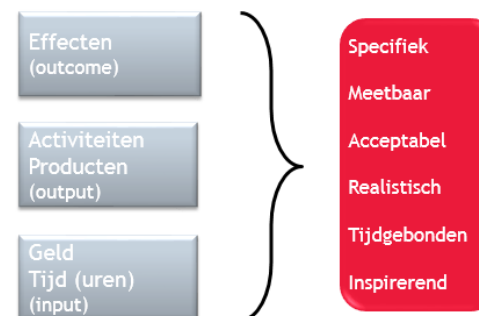 Effecten
(outcome)
Activiteiten
Producten
(output)
Geld
Tijd (uren)
(input)
Specifiek
Meetbaar
Acceptabel
Realistisch
Tijdgebonden
Inspirerend